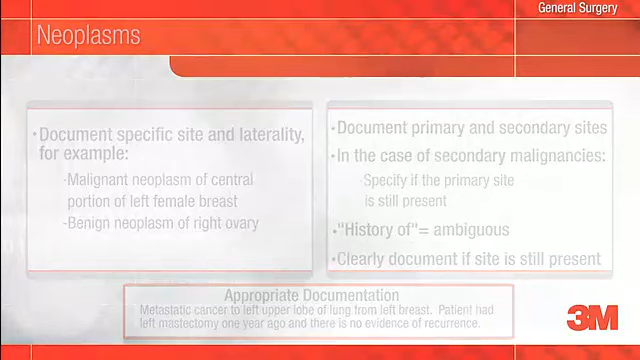 General Surgery
Neoplasms
•Document specific site and laterality,
for example:
-Malignant neoplasm of central
portion of left female breast
-Benign neoplasm of right ovary
•Document primary and secondary sites
•In the case of secondary malignancies:
-Specify if the primary site
is still present
•"History of"= ambiguous
•Clearly document if site is still present
Appropriate Documentation
Metastatic cancer to left upper lobe of lung from left breast. Patient had
left mastectomy one year ago and there is no evidence of recurrence.
3M